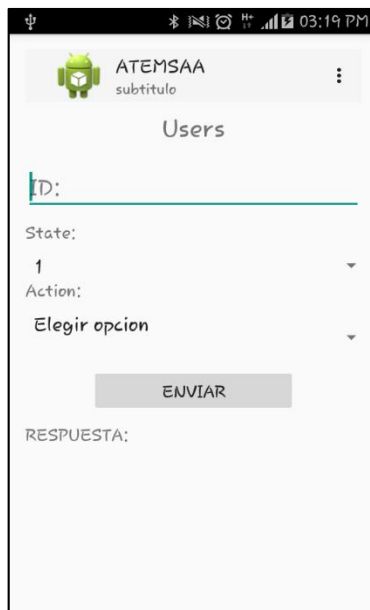 H+ 03:19 PM
ATEMSAA
subtitulo
Users
ID:
State:
1
Action:
Elegir opcion
ENVIAR
RESPUESTA: